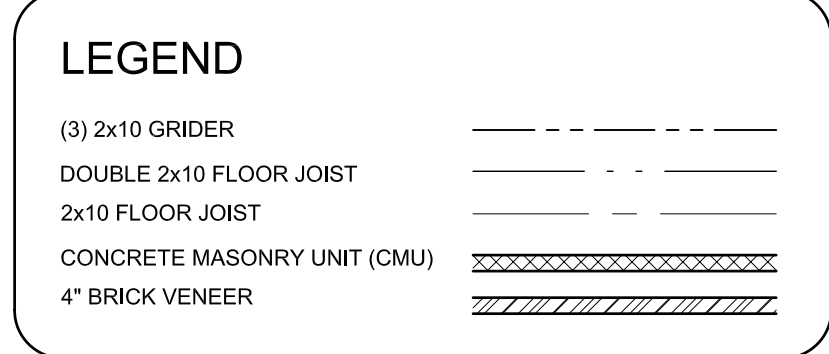 LEGEND
(3) 2x10 GRIDER
DOUBLE 2x10 FLOOR JOIST
2x10 FLOOR JOIST
CONCRETE MASONRY UNIT (CMU)
4" BRICK VENEER